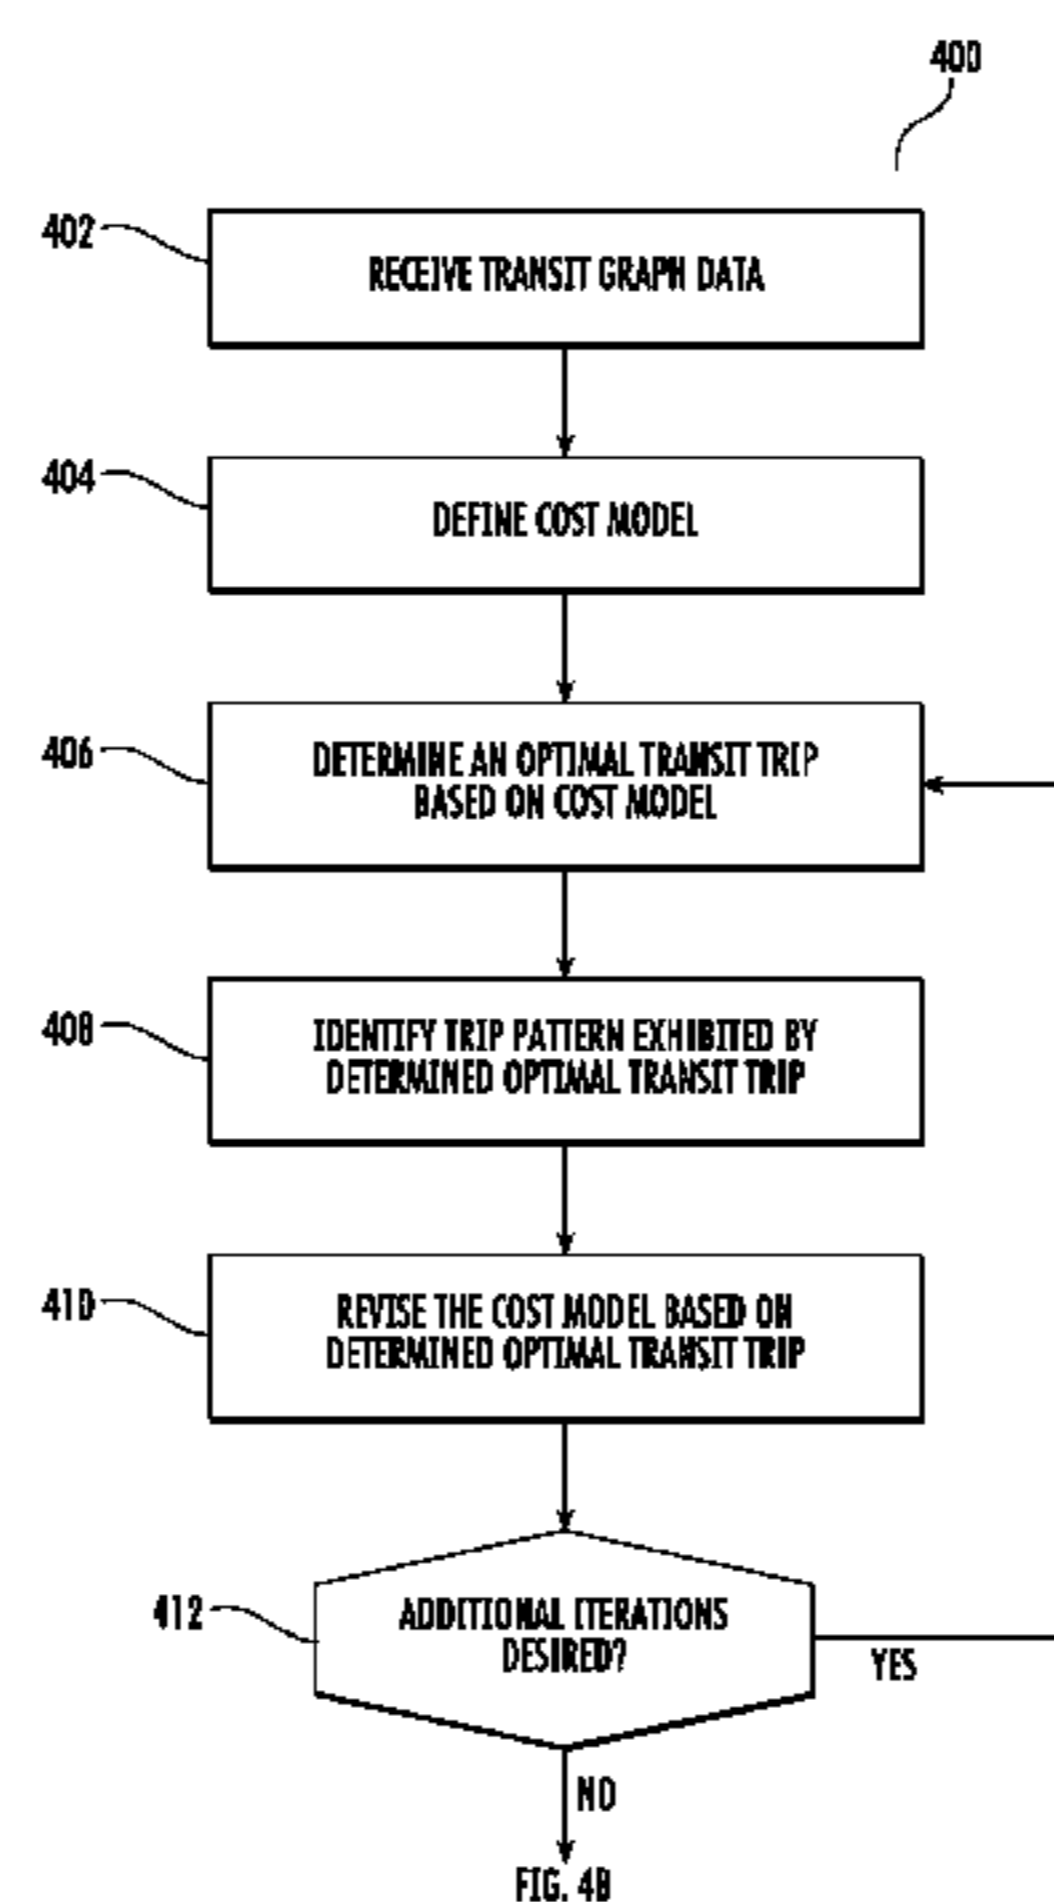 400
402
RECEIVE TRANSIT GRAPH DATA
404
DEFINE COST MODEL
406
DETERMINE AN OPTIMAL TRANSIT TRIP
BASED ON COST MODEL
408
IDENTIFY TRIP PATTERN EXHIBITED BY
DETERMINED OPTIMAL TRANSIT TRIP
410
REVISE THE COST MODEL BASED ON
DETERMINED OPTIMAL TRANSIT TRIP
412
ADDITIONAL ITERATIONS
DESIRED?
YES
NO
FIG. 4B